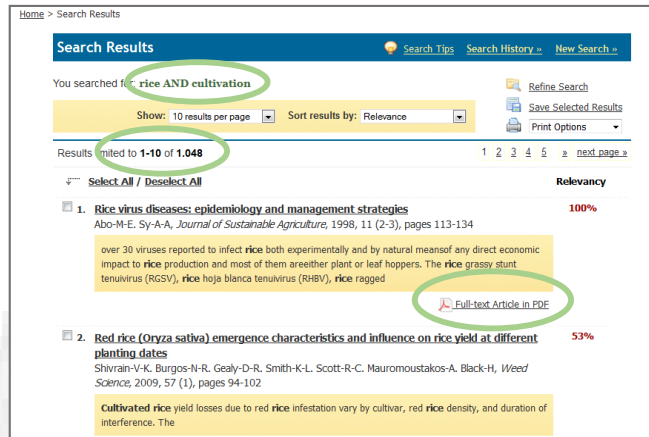 Home > Search Results
Search Results
Search Tips Search History » New Search »
You searched for: rice AND cultivation
Refine Search
Save Selected Results
Show: 10 results per page Sort results by: Relevance
Print Options
Results limited to 1-10 of 1.048
1 2 3 4 5 » next page »
Select All / Deselect All
Relevancy
1. Rice virus diseases: epidemiology and management strategies
100%
Abo-M-E. Sy-A-A, Journal of Sustainable Agriculture, 1998, 11 (2-3), pages 113-134
over 30 viruses reported to infect rice both experimentally and by natural meansof any direct economic
impact to rice production and most of them areeither plant or leaf hoppers. The rice grassy stunt
tenuivirus (RGSV), rice hoja blanca tenuivirus (RHBV), rice ragged
Full-text Article in PDF
2. Red rice (Oryza sativa) emergence characteristics and influence on rice yield at different
53%
planting dates
Shivrain-V-K. Burgos-N-R. Gealy-D-R. Smith-K-L. Scott-R-C. Mauromoustakos-A. Black-H, Weed
Science, 2009, 57 (1), pages 94-102
Cultivated rice yield losses due to red rice infestation vary by cultivar, red rice density, and duration of
interference. The